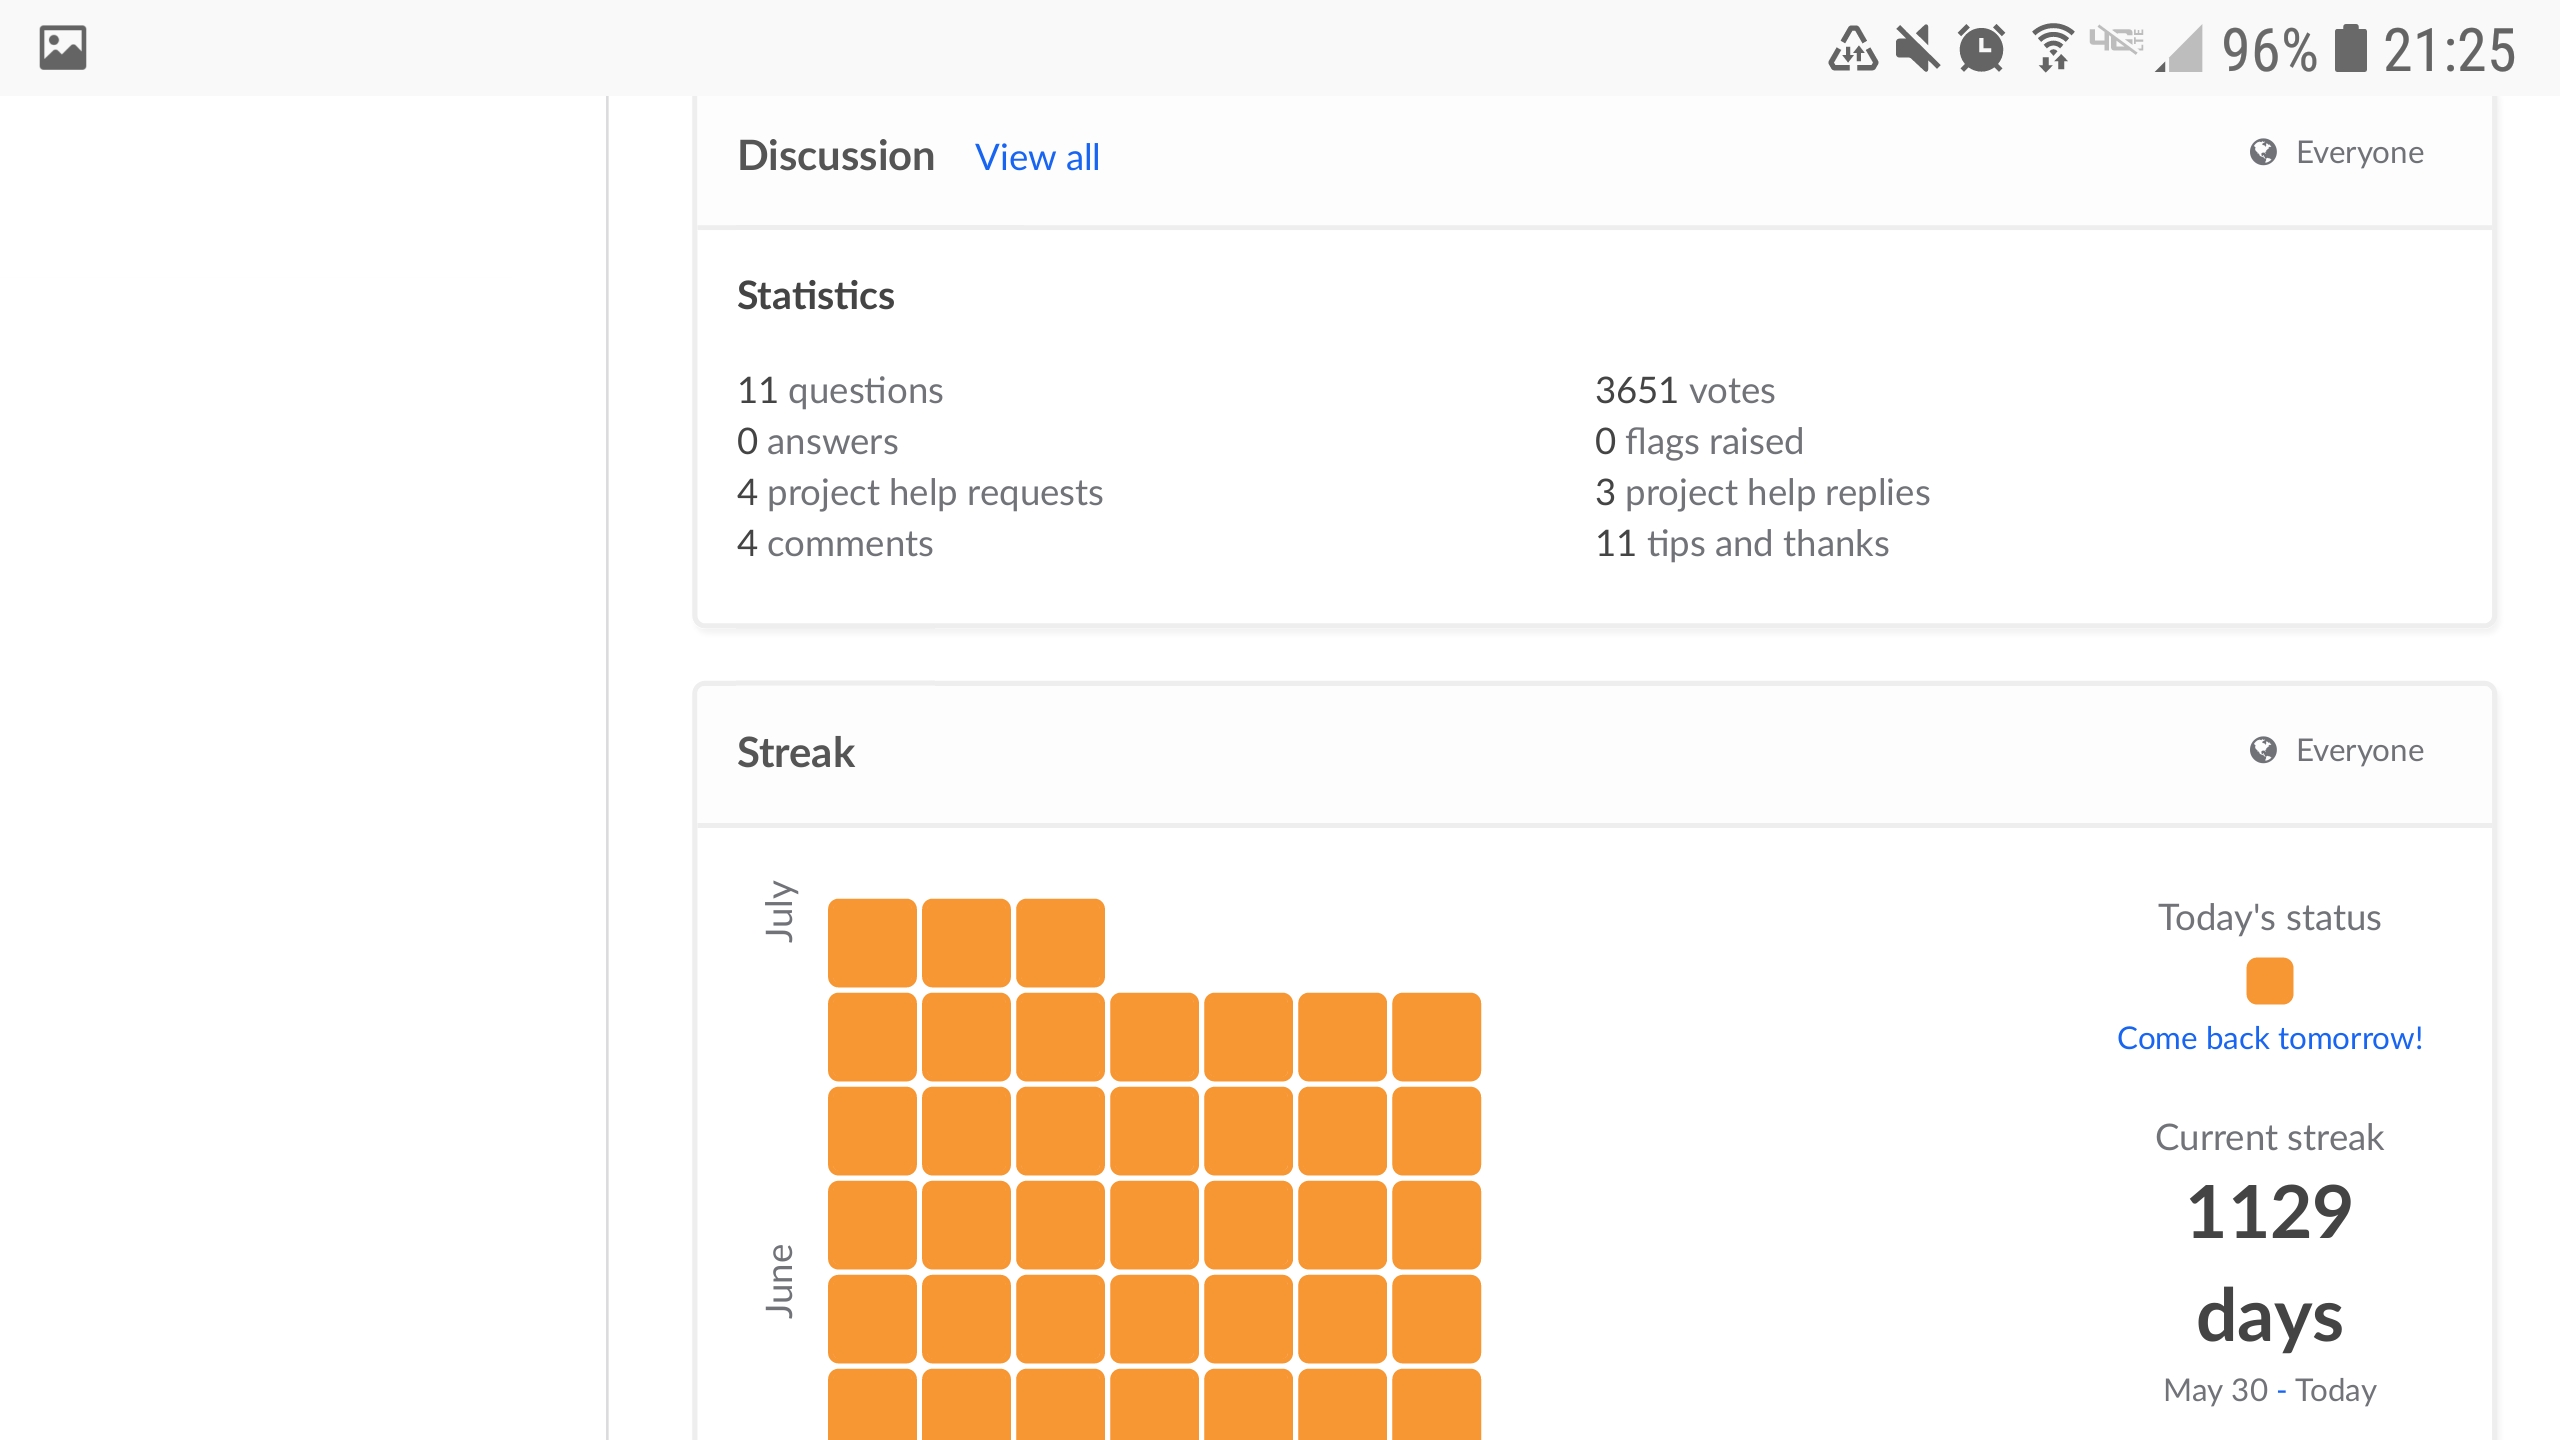 96% 21:25
Discussion View all Everyone
Statistics
11 questions 3651 votes
0 answers 0 flags raised
4 project help requests 3 project help replies
4 comments 11 tips and thanks
Streak Everyone
July
Today's status
Come back tomorrow!
Current streak
1129
June
days
May 30 - Today